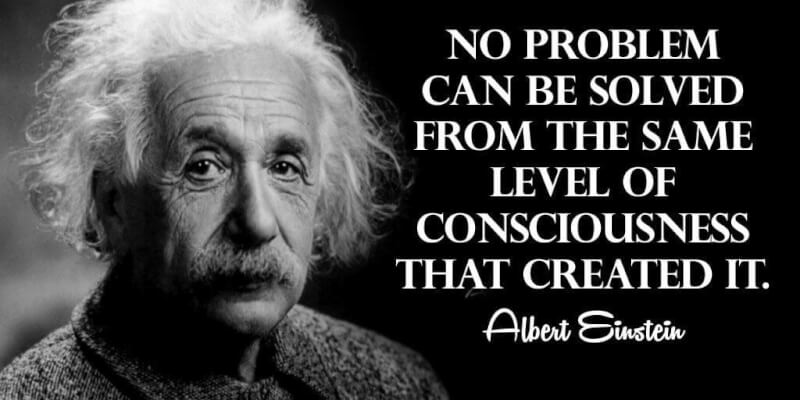 NO PROBLEM
CAN BE SOLVED
FROM THE SAME
LEVEL OF
CONSCIOUSNESS
THAT CREATED IT.
Albert Einstein